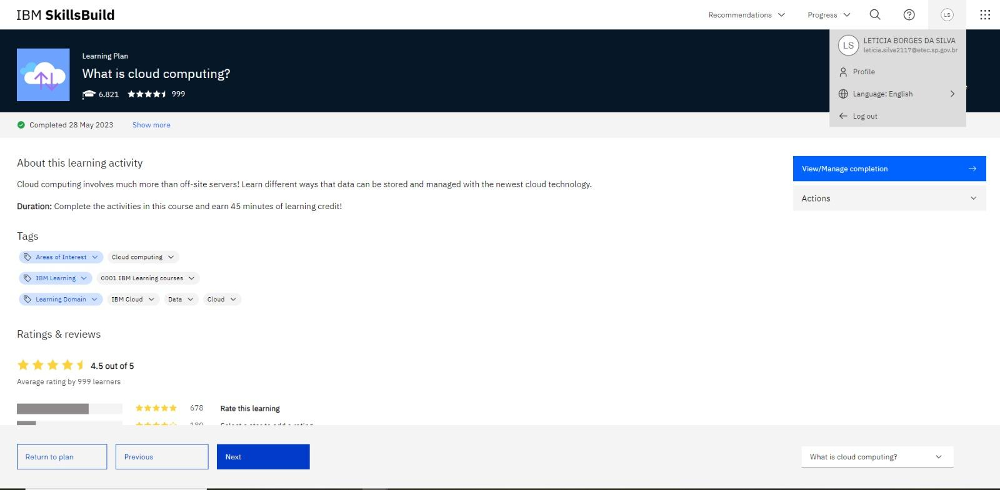 IBM SkillsBuild
Recommendations
Progress
LS
LS
LETICIA BORGES DA SILVA
leticia.silva2117@etec.sp.gov.br
Profile
Language: English
Log out
Learning Plan
What is cloud computing?
6.821
999
Completed 28 May 2023
Show more
About this learning activity
Cloud computing involves much more than off-site servers! Learn different ways that data can be stored and managed with the newest cloud technology.
Duration: Complete the activities in this course and earn 45 minutes of learning credit!
View/Manage completion
Actions
Tags
Areas of Interest
Cloud computing
IBM Learning
0001 IBM Learning courses
Learning Domain
IBM Cloud
Data
Cloud
Ratings & reviews
4.5 out of 5
Average rating by 999 learners
678
Rate this learning
Select a star to add a rating
Return to plan
Previous
Next
What is cloud computing?